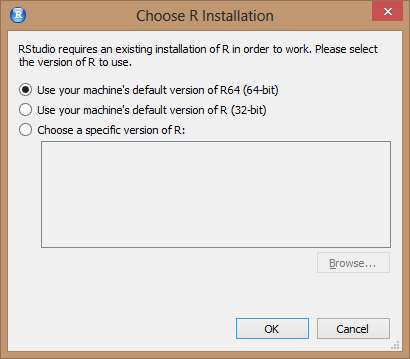 Choose R Installation
RStudio requires an existing installation of R in order to work. Please select
the version of R to use.
Use your machine's default version of R64 (64-bit)
Use your machine's default version of R (32-bit)
Choose a specific version of R:
Browse...
OK
Cancel